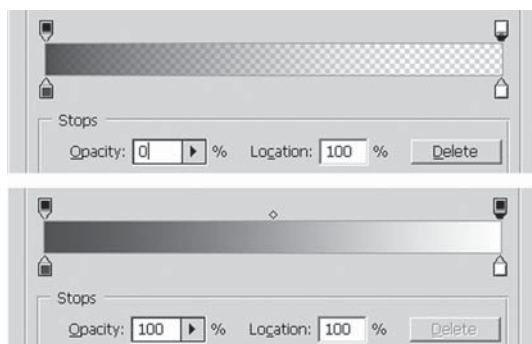 Stops
Opacity: 0 % Location: 100 % Delete
Stops
Opacity: 100 % Location: 100 % Delete